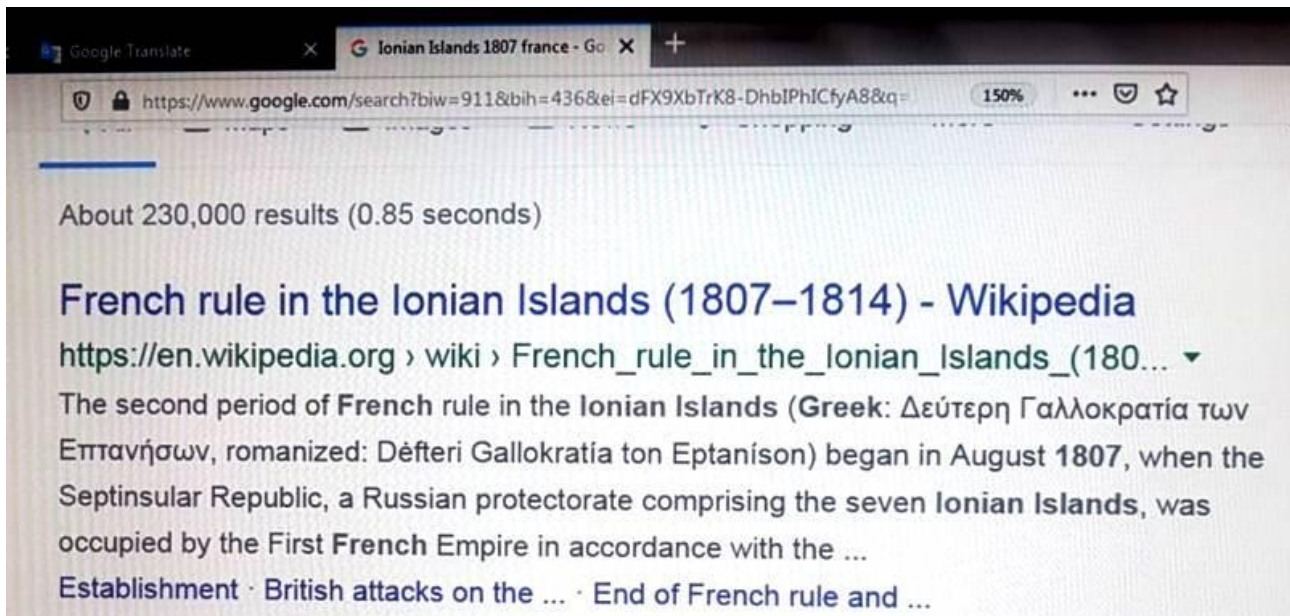 Google Translate
Ionian Islands 1807 france - Go
https://www.google.com/search?biw=911&bih=436&ei=dFX9XbTrK8-DhbIPhICfyA8&q= 150%
About 230,000 results (0.85 seconds)
French rule in the Ionian Islands (1807–1814) - Wikipedia
https://en.wikipedia.org › wiki › French_rule_in_the_Ionian_Islands_(180...
The second period of French rule in the Ionian Islands (Greek: Δεύτερη Γαλλοκρατία των
Επτανήσων, romanized: Défteri Gallokratía ton Eptaníson) began in August 1807, when the
Septinsular Republic, a Russian protectorate comprising the seven Ionian Islands, was
occupied by the First French Empire in accordance with the ...
Establishment · British attacks on the ... · End of French rule and ...